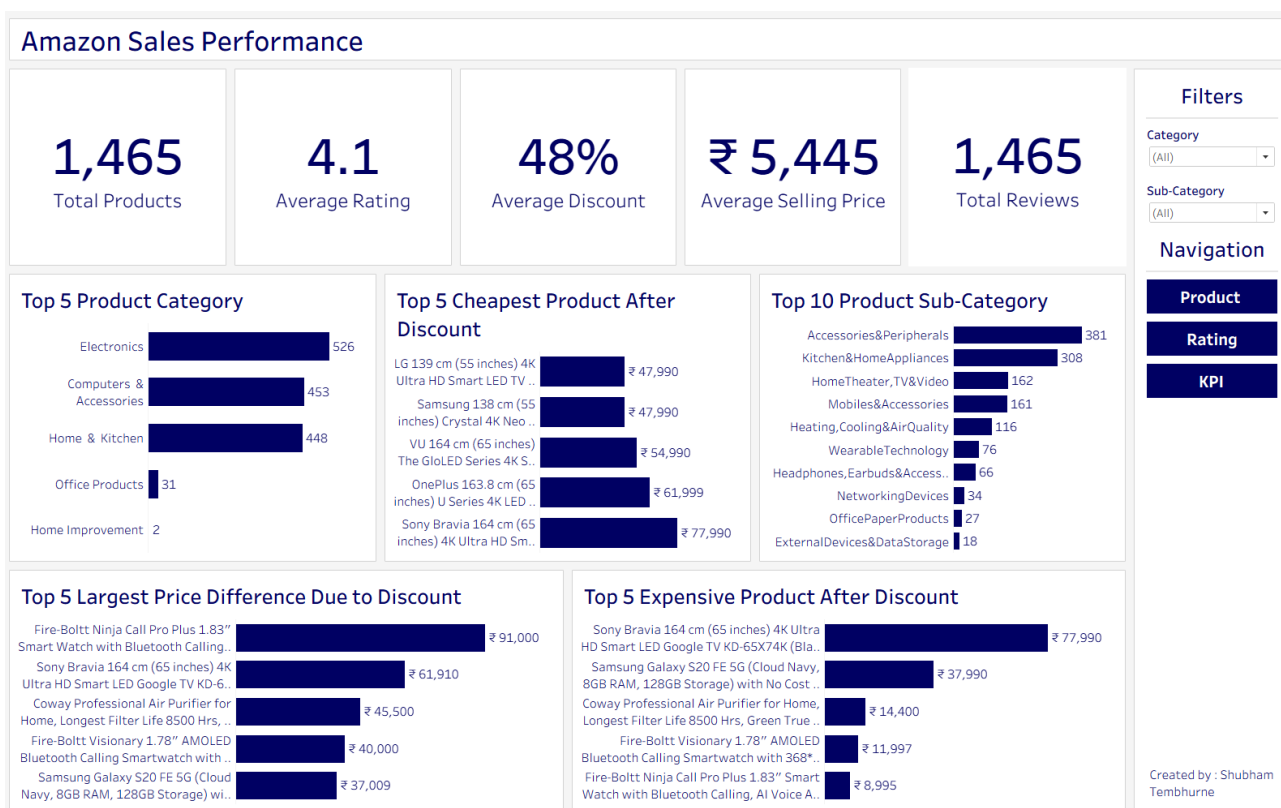 Amazon Sales Performance
1,465
Total Products
4.1
Average Rating
48%
Average Discount
₹ 5,445
Average Selling Price
1,465
Total Reviews
Filters
Category
(All)
Sub-Category
(All)
Navigation
Product
Rating
KPI
Created by : Shubham
Tembhurne
Top 5 Product Category
Electronics 526
Computers &
Accessories 453
Home & Kitchen 448
Office Products 31
Home Improvement 2
Top 5 Cheapest Product After
Discount
LG 139 cm (55 inches) 4K
Ultra HD Smart LED TV ..
₹ 47,990
Samsung 138 cm (55
inches) Crystal 4K Neo ..
₹ 47,990
VU 164 cm (65 inches)
The GloLED Series 4K S..
₹ 54,990
OnePlus 163.8 cm (65
inches) U Series 4K LED ..
₹ 61,999
Sony Bravia 164 cm (65
inches) 4K Ultra HD Sm..
₹ 77,990
Top 10 Product Sub-Category
Accessories&Peripherals 381
Kitchen&HomeAppliances 308
HomeTheater,TV&Video 162
Mobiles&Accessories 161
Heating,Cooling&AirQuality 116
WearableTechnology 76
Headphones,Earbuds&Access.. 66
NetworkingDevices 34
OfficePaperProducts 27
ExternalDevices&DataStorage 18
Top 5 Largest Price Difference Due to Discount
Fire-Boltt Ninja Call Pro Plus 1.83”
Smart Watch with Bluetooth Calling..
₹ 91,000
Sony Bravia 164 cm (65 inches) 4K
Ultra HD Smart LED Google TV KD-6..
₹ 61,910
Coway Professional Air Purifier for
Home, Longest Filter Life 8500 Hrs, ..
₹ 45,500
Fire-Boltt Visionary 1.78” AMOLED
Bluetooth Calling Smartwatch with ..
₹ 40,000
Samsung Galaxy S20 FE 5G (Cloud
Navy, 8GB RAM, 128GB Storage) wi..
₹ 37,009
Top 5 Expensive Product After Discount
Sony Bravia 164 cm (65 inches) 4K Ultra
HD Smart LED Google TV KD-65X74K (Bla..
₹ 77,990
Samsung Galaxy S20 FE 5G (Cloud Navy,
8GB RAM, 128GB Storage) with No Cost ..
₹ 37,990
Coway Professional Air Purifier for Home,
Longest Filter Life 8500 Hrs, Green True ..
₹ 14,400
Fire-Boltt Visionary 1.78” AMOLED
Bluetooth Calling Smartwatch with 368*..
₹ 11,997
Fire-Boltt Ninja Call Pro Plus 1.83” Smart
Watch with Bluetooth Calling, AI Voice A..
₹ 8,995